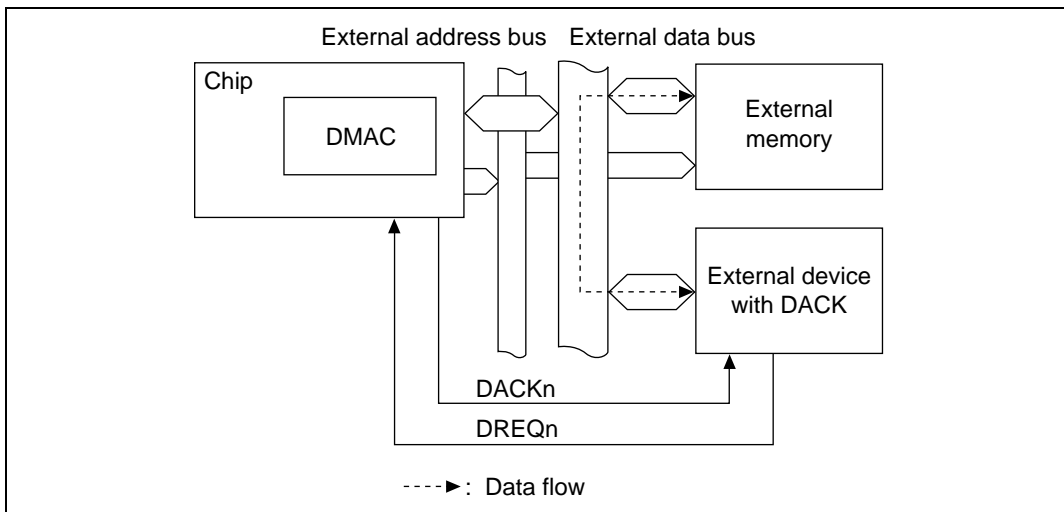 External address bus
External data bus
Chip
DMAC
External
memory
External device
with DACK
DACKn
DREQn
: Data flow